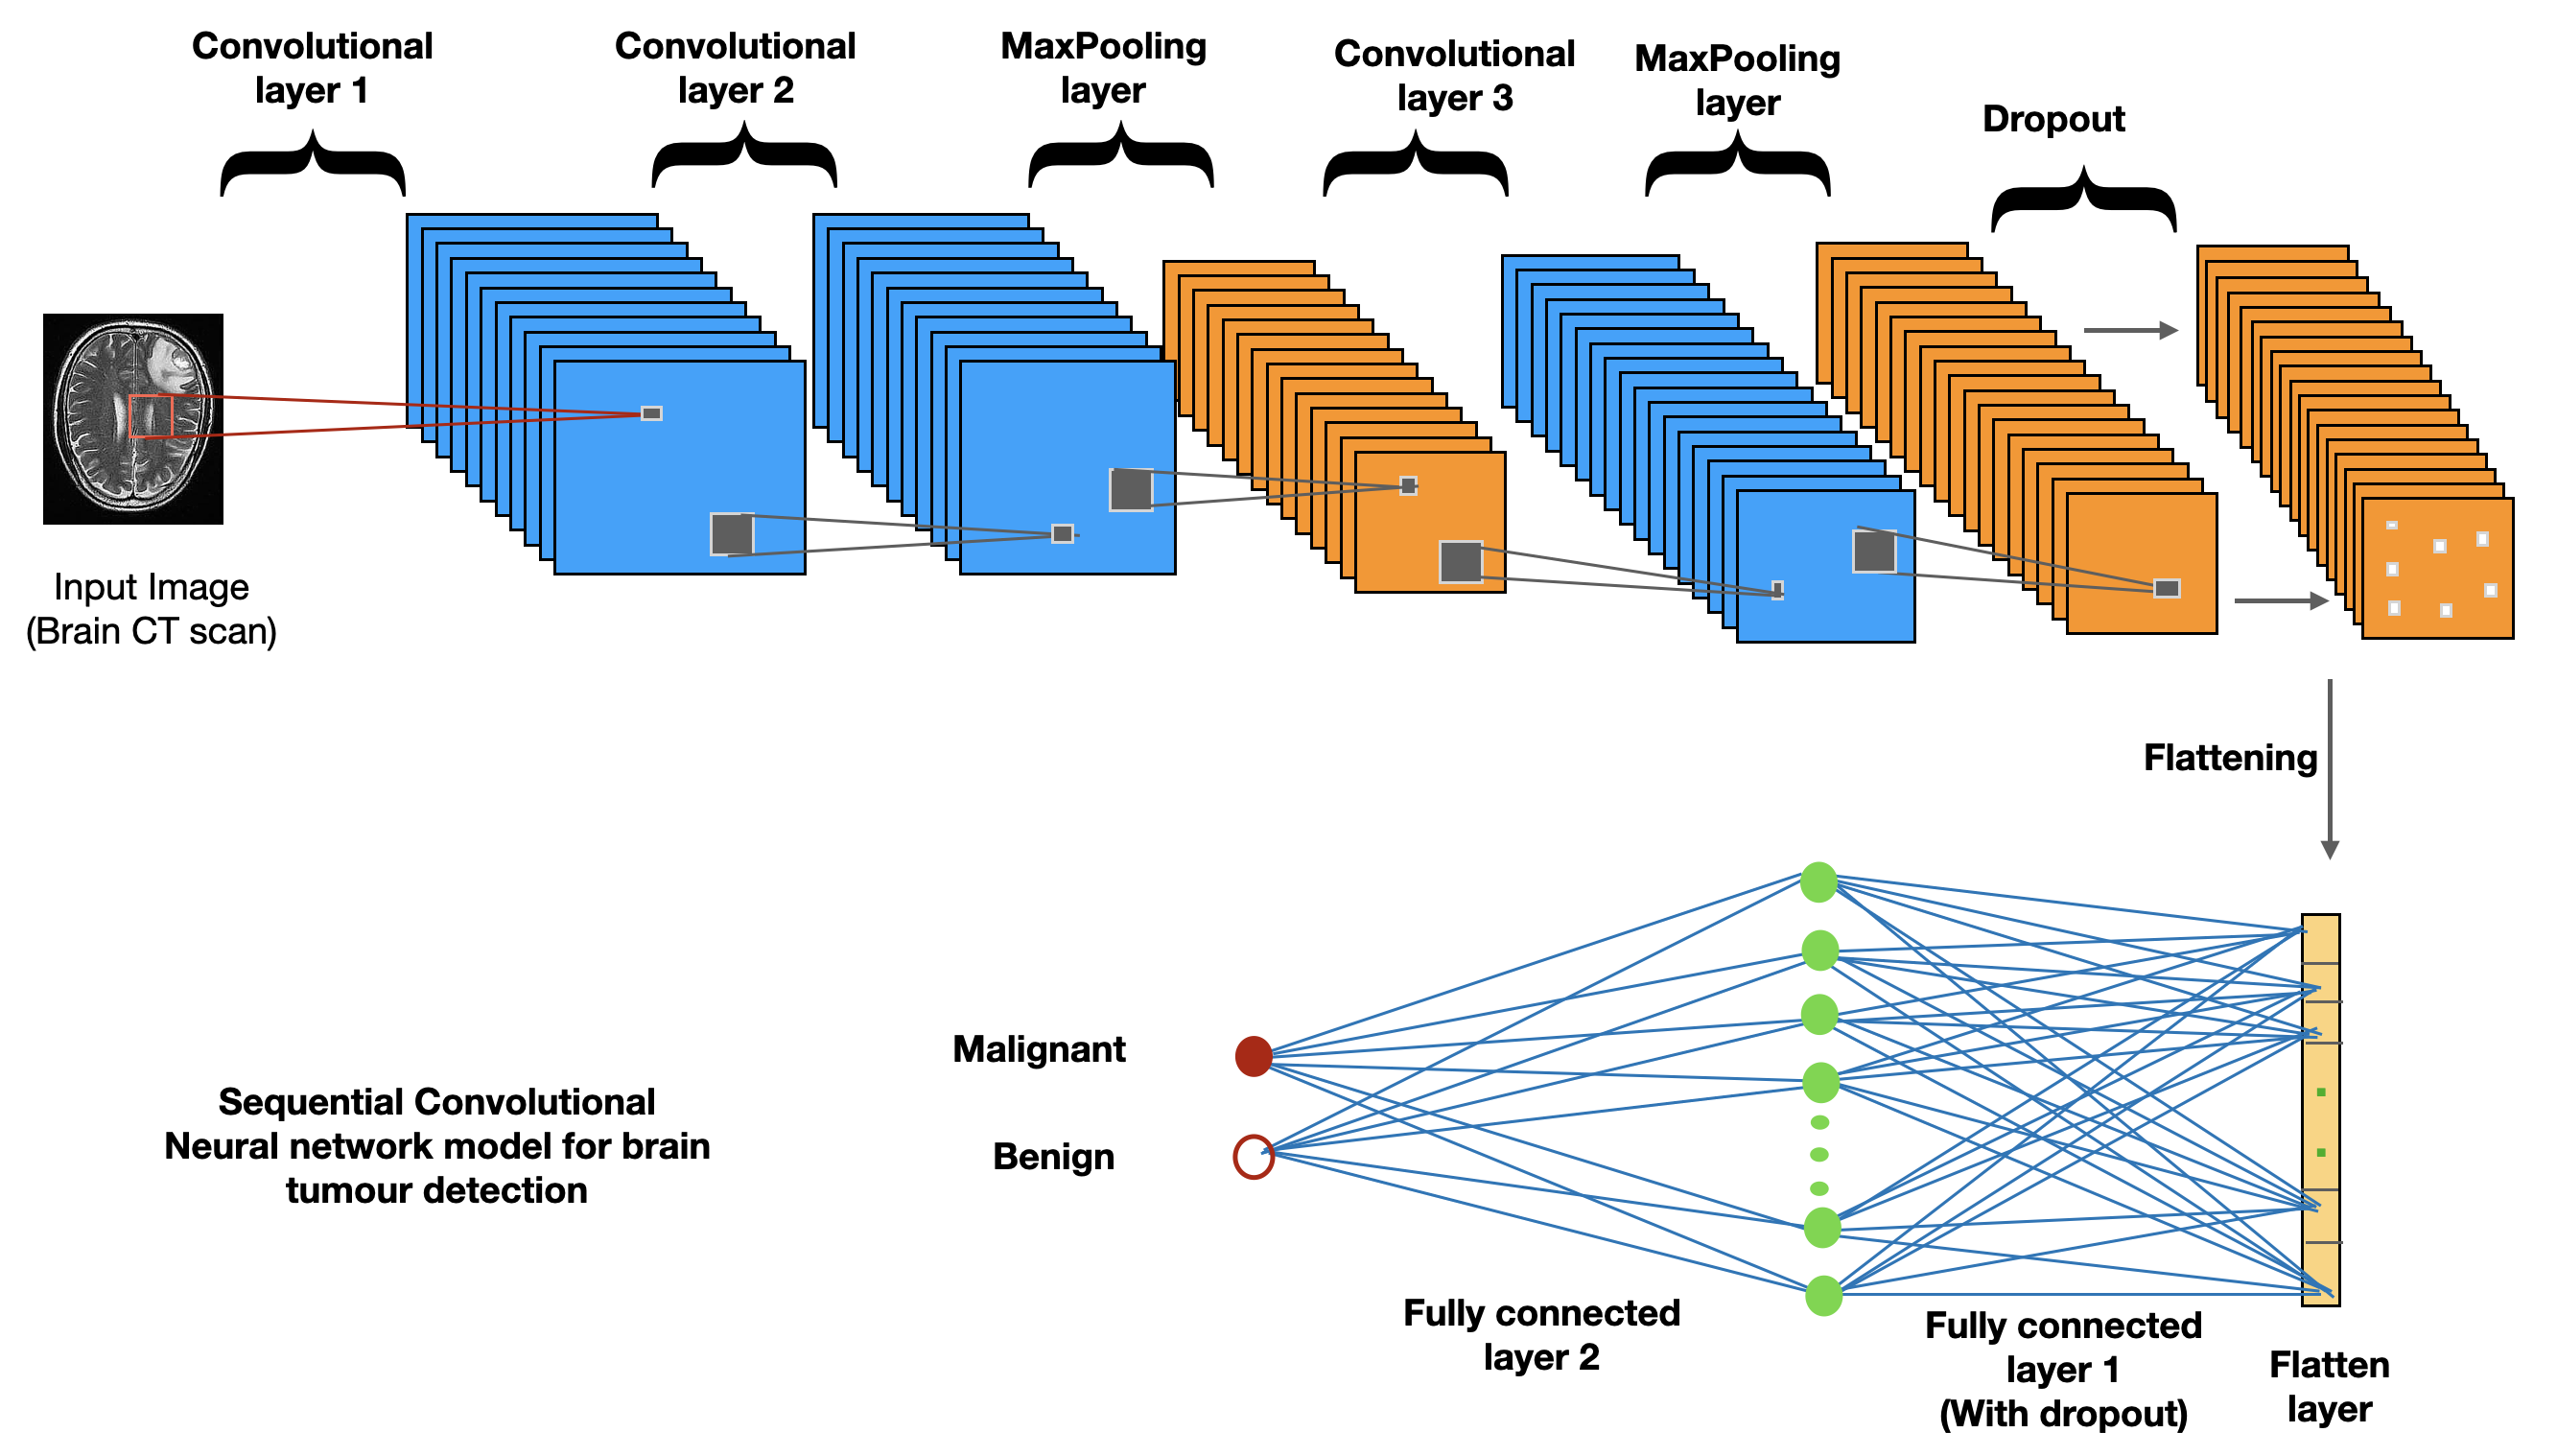 Convolutional
layer 1
Convolutional
layer 2
MaxPooling
layer
Convolutional
layer 3
MaxPooling
layer
Dropout
Input Image
(Brain CT scan)
Flattening
Malignant
Benign
Sequential Convolutional
Neural network model for brain
tumour detection
Fully connected
layer 2
Fully connected
layer 1
(With dropout)
Flatten
layer